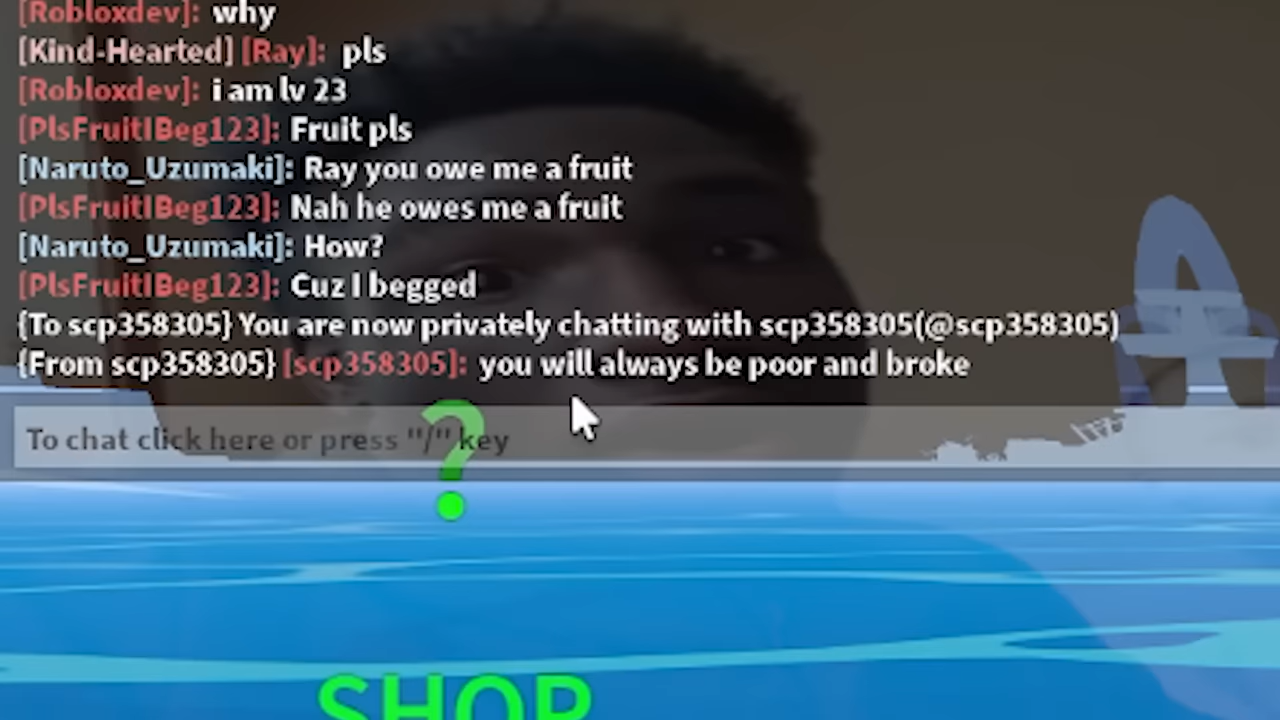 [Robloxdev]: why
[Kind-Hearted] [Ray]: pls
[Robloxdev]: i am lv 23
[PlsFruitIBeg123]: Fruit pls
[Naruto_Uzumaki]: Ray you owe me a fruit
[PlsFruitIBeg123]: Nah he owes me a fruit
[Naruto_Uzumaki]: How?
[PlsFruitIBeg123]: Cuz I begged
{To scp358305} You are now privately chatting with scp358305(@scp358305)
{From scp358305} [scp358305]: you will always be poor and broke
To chat click here or press "/" key
?
SHOP